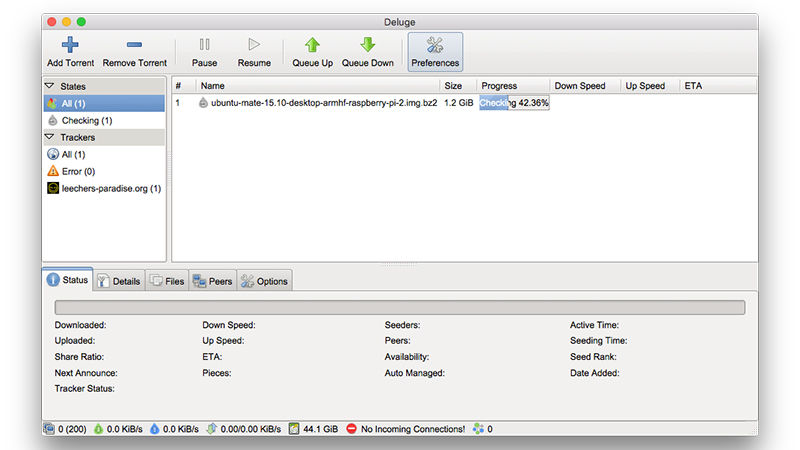 Deluge
Add Torrent Remove Torrent Pause Resume Queue Up Queue Down Preferences
States
All (1)
Checking (1)
Trackers
All (1)
Error (0)
leechers-paradise.org (1)
# Name Size Progress Down Speed Up Speed ETA
1 ubuntu-mate-15.10-desktop-armhf-raspberry-pi-2.img.bz2 1.2 GiB Checking 42.36%
Status Details Files Peers Options
Downloaded: Down Speed: Seeders: Active Time:
Uploaded: Up Speed: Peers: Seeding Time:
Share Ratio: ETA: Availability: Seed Rank:
Next Announce: Pieces: Auto Managed: Date Added:
Tracker Status:
0 (200) 0.0 KiB/s 0.0 KiB/s 0.00/0.00 KiB/s 44.1 GiB No Incoming Connections! 0